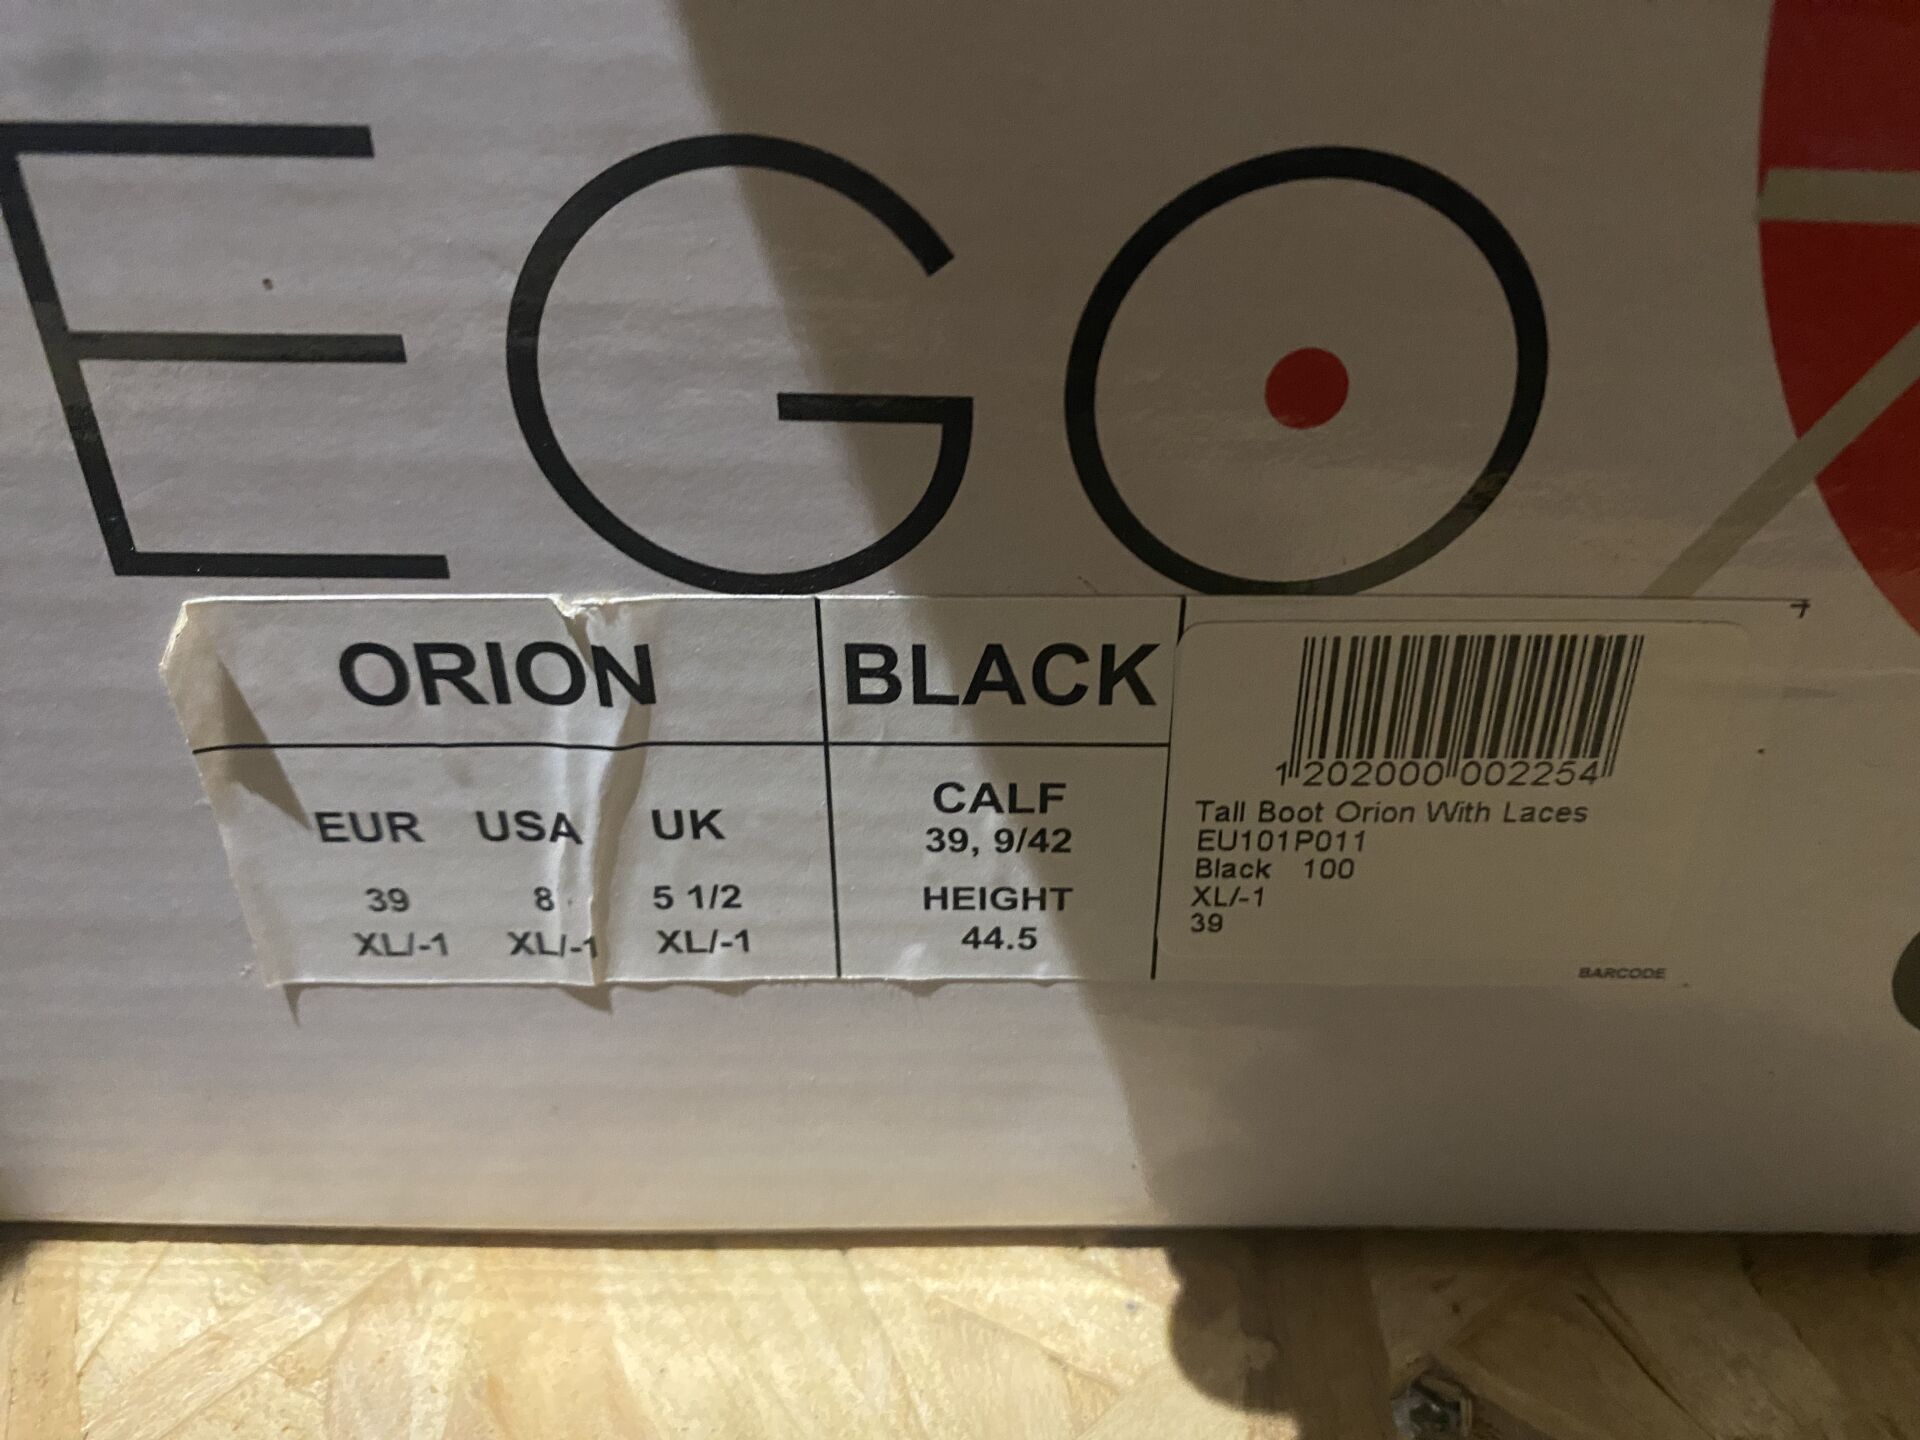 EGO 7
ORION
BLACK
EUR USA UK
39 8 5 1/2
XL/-1 XL/-1 XL/-1
CALF
39, 9/42
HEIGHT
44.5
1 202000 002254
Tall Boot Orion With Laces
EU101P011
Black 100
XL/-1
39
BARCODE